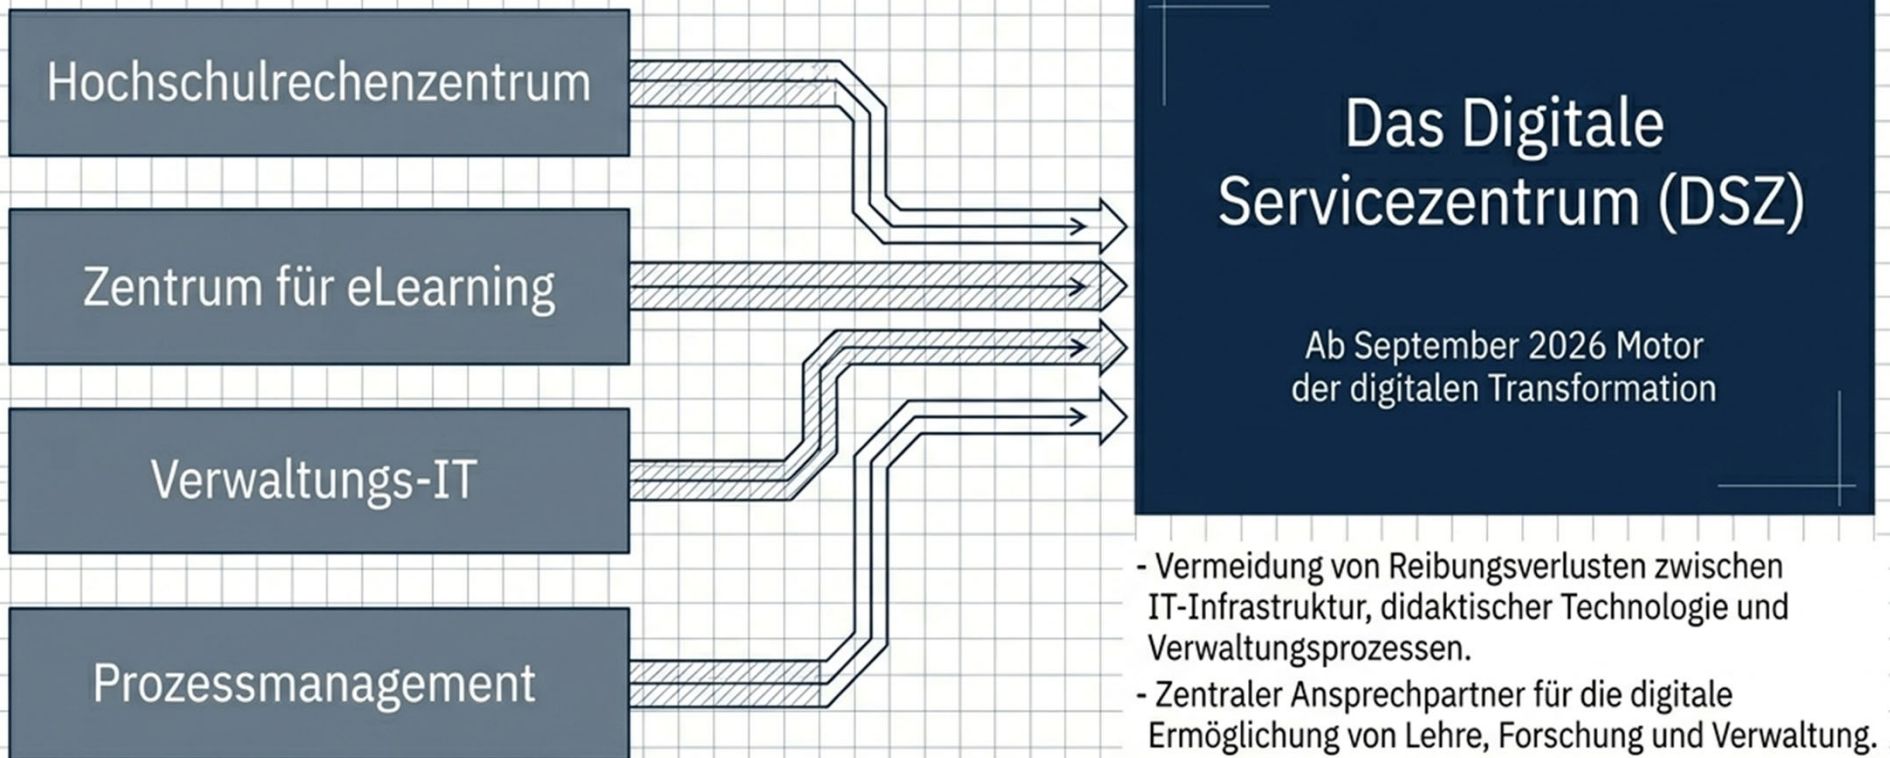 Hochschulrechenzentrum
Zentrum für eLearning
Verwaltungs-IT
Prozessmanagement
Das Digitale
Servicezentrum (DSZ)
Ab September 2026 Motor
der digitalen Transformation
- Vermeidung von Reibungsverlusten zwischen
IT-Infrastruktur, didaktischer Technologie und
Verwaltungsprozessen.
- Zentraler Ansprechpartner für die digitale
Ermöglichung von Lehre, Forschung und Verwaltung.